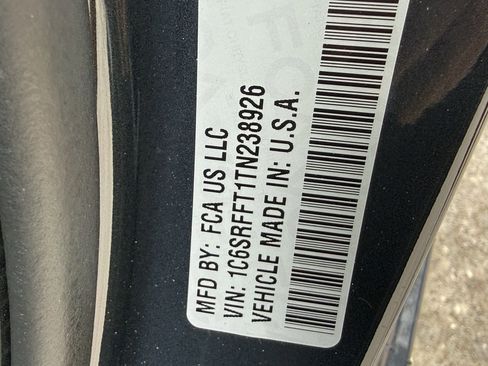 MFD BY: FCA US LLC
VIN: 1C6SRFFT1TN238926
VEHICLE MADE IN: U.S.A.